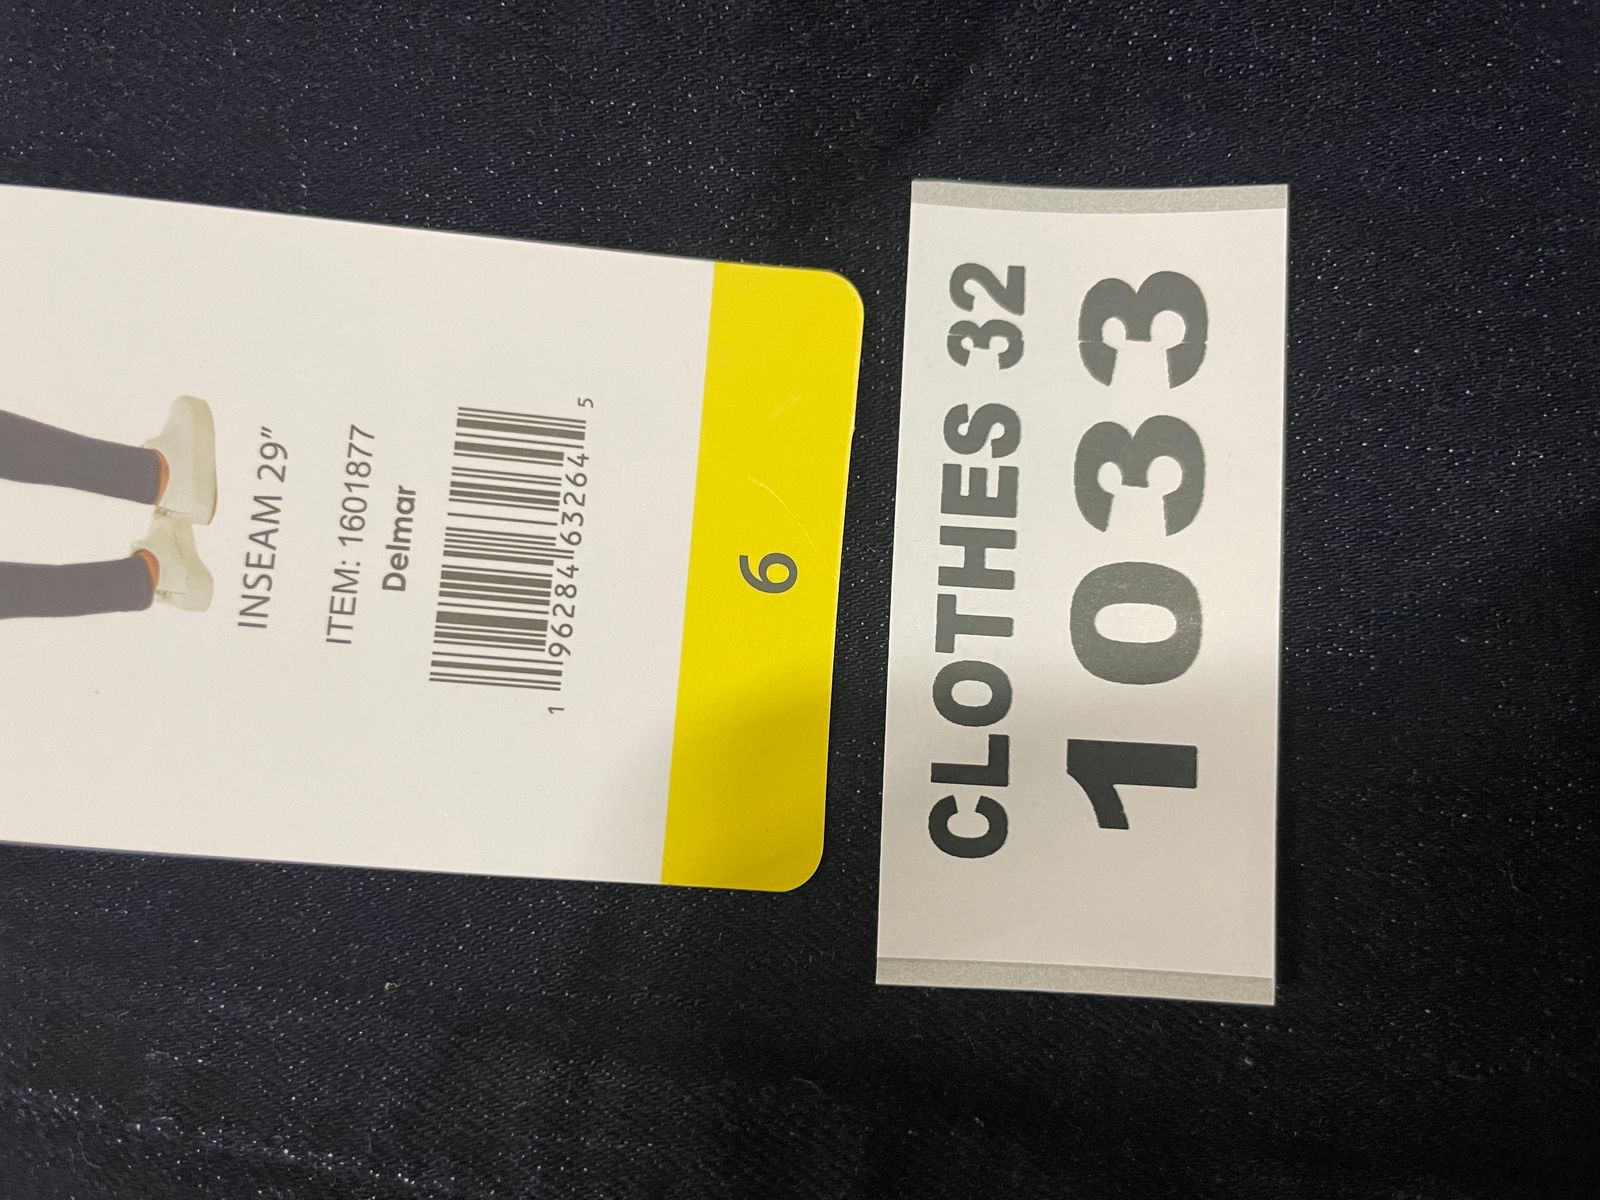 INSEAM 29"
ITEM: 1601877
Delmar
1 96284 63264 5
6
CLOTHES 32
1033